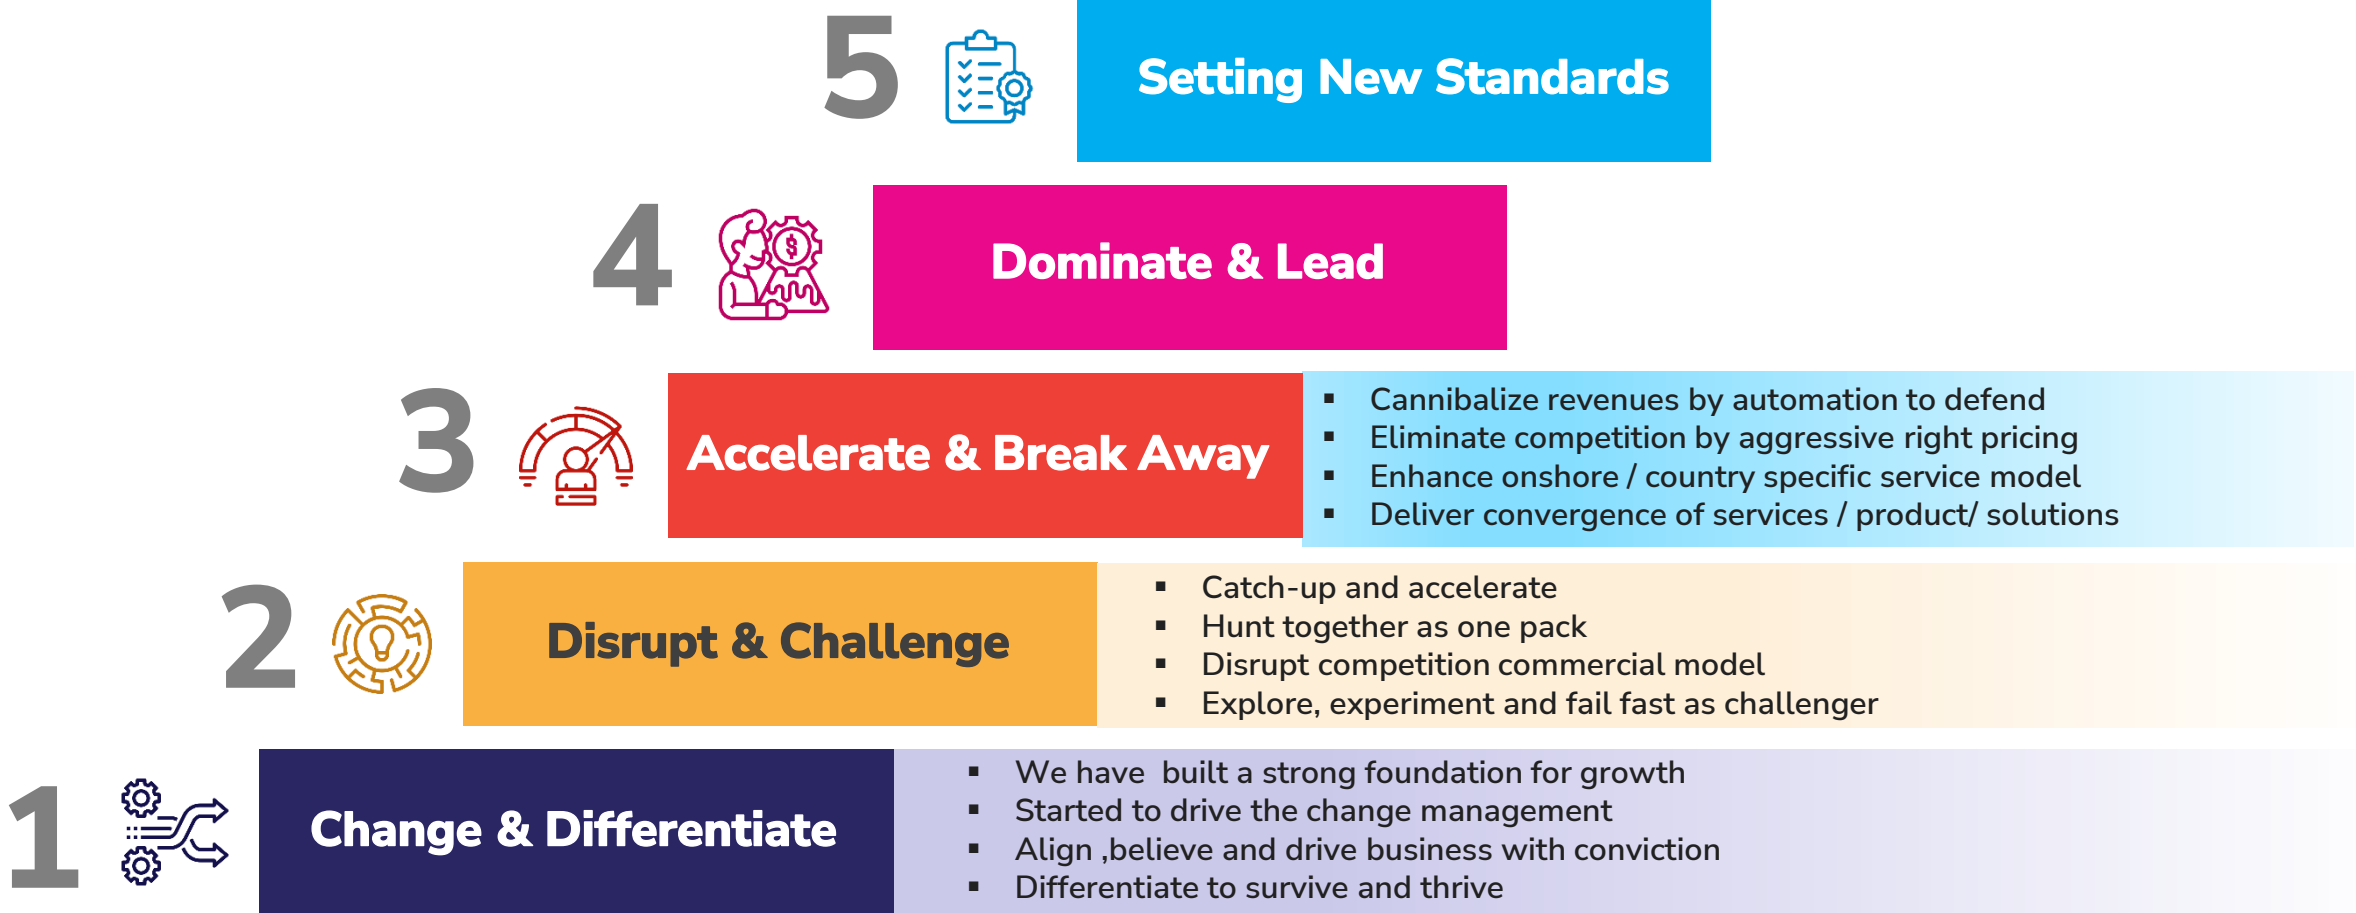 5
Setting New Standards
4
Dominate & Lead
3
Accelerate & Break Away
▪ Cannibalize revenues by automation to defend
▪ Eliminate competition by aggressive right pricing
▪ Enhance onshore / country specific service model
▪ Deliver convergence of services / product/ solutions
2
Disrupt & Challenge
▪ Catch-up and accelerate
▪ Hunt together as one pack
▪ Disrupt competition commercial model
▪ Explore, experiment and fail fast as challenger
1
Change & Differentiate
▪ We have  built a strong foundation for growth
▪ Started to drive the change management
▪ Align ,believe and drive business with conviction
▪ Differentiate to survive and thrive